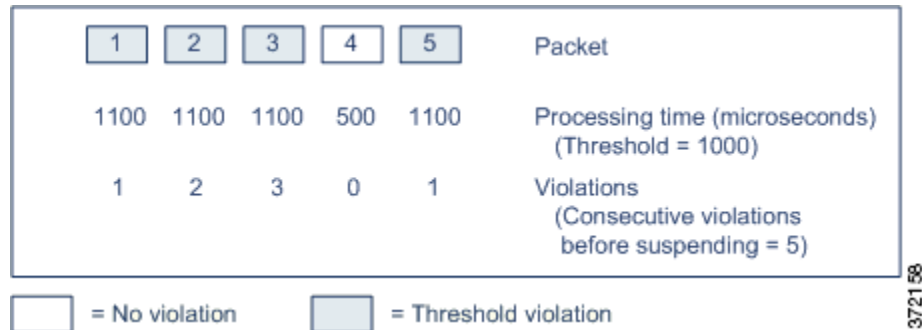 1 2 3 4 5 Packet
1100 1100 1100 500 1100 Processing time (microseconds)
(Threshold = 1000)
1 2 3 0 1 Violations
(Consecutive violations
before suspending = 5)
= No violation = Threshold violation
372158